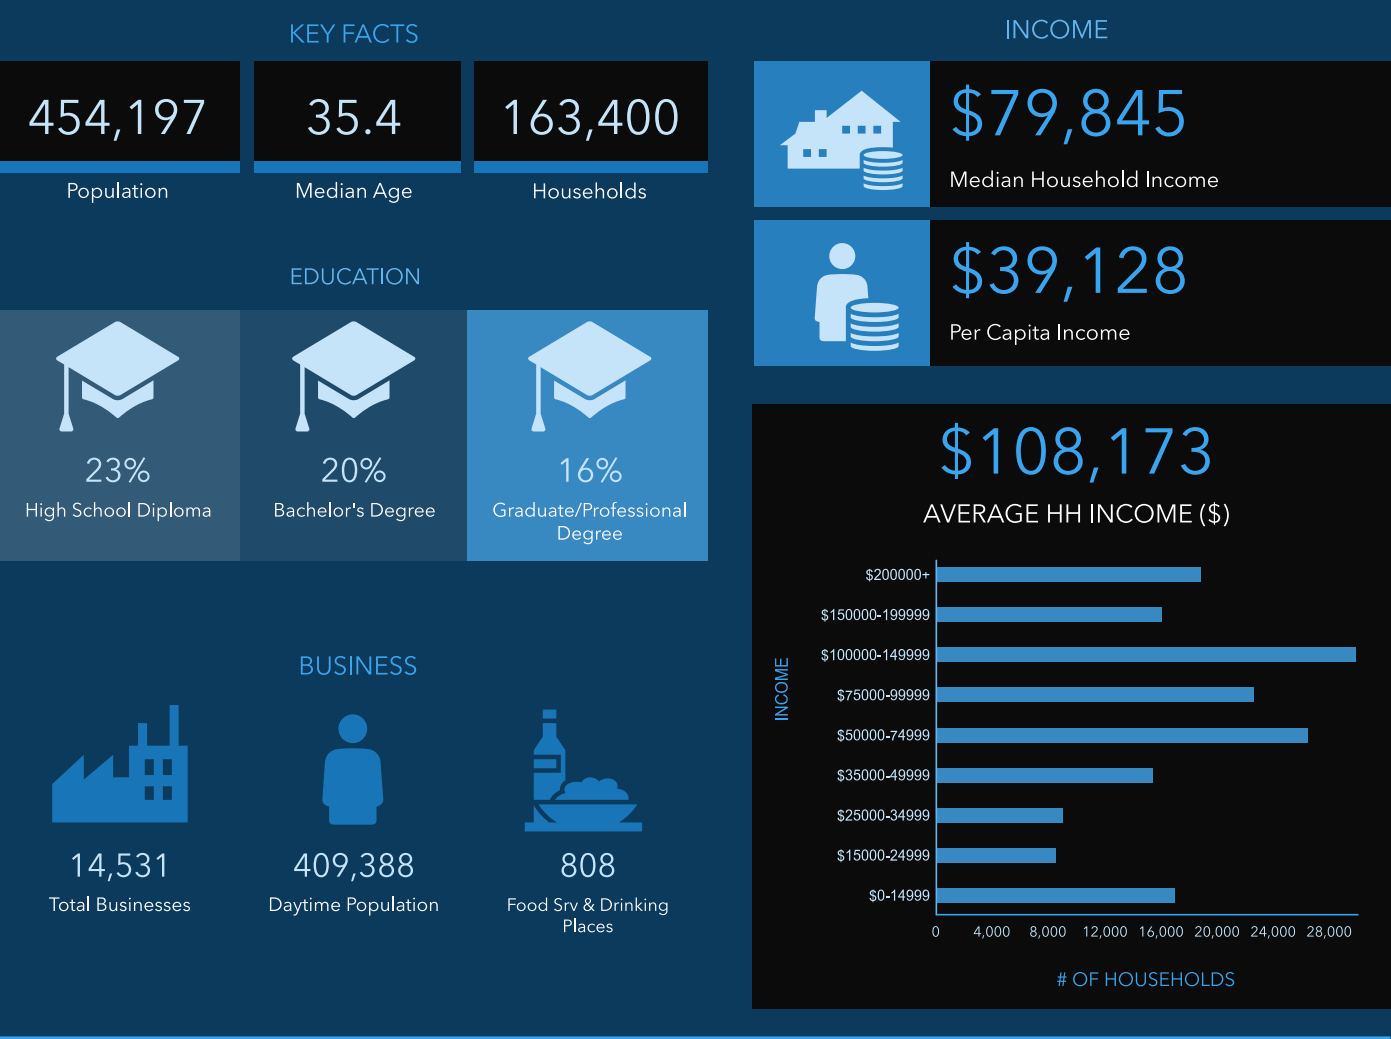 KEY FACTS
454,197
Population
35.4
Median Age
163,400
Households
EDUCATION
23%
High School Diploma
20%
Bachelor's Degree
16%
Graduate/Professional
Degree
BUSINESS
14,531
Total Businesses
409,388
Daytime Population
808
Food Srv & Drinking
Places
INCOME
$79,845
Median Household Income
$39,128
Per Capita Income
$108,173
AVERAGE HH INCOME ($)
INCOME
$200000+
$150000-199999
$100000-149999
$75000-99999
$50000-74999
$35000-49999
$25000-34999
$15000-24999
$0-14999
0 4,000 8,000 12,000 16,000 20,000 24,000 28,000
# OF HOUSEHOLDS